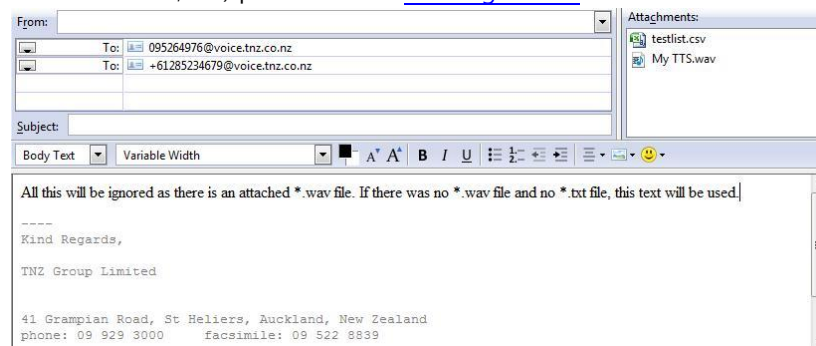 From:
Attachments:
testlist.csv
My TTS.wav
To: 095264976@voice.tnz.co.nz
To: +61285234679@voice.tnz.co.nz
Subject:
Body Text Variable Width A A B I U
All this will be ignored as there is an attached *.wav file. If there was no *.wav file and no *.txt file, this text will be used.
----
Kind Regards,
TNZ Group Limited
41 Grampian Road, St Heliers, Auckland, New Zealand
phone: 09 929 3000 facsimile: 09 522 8839